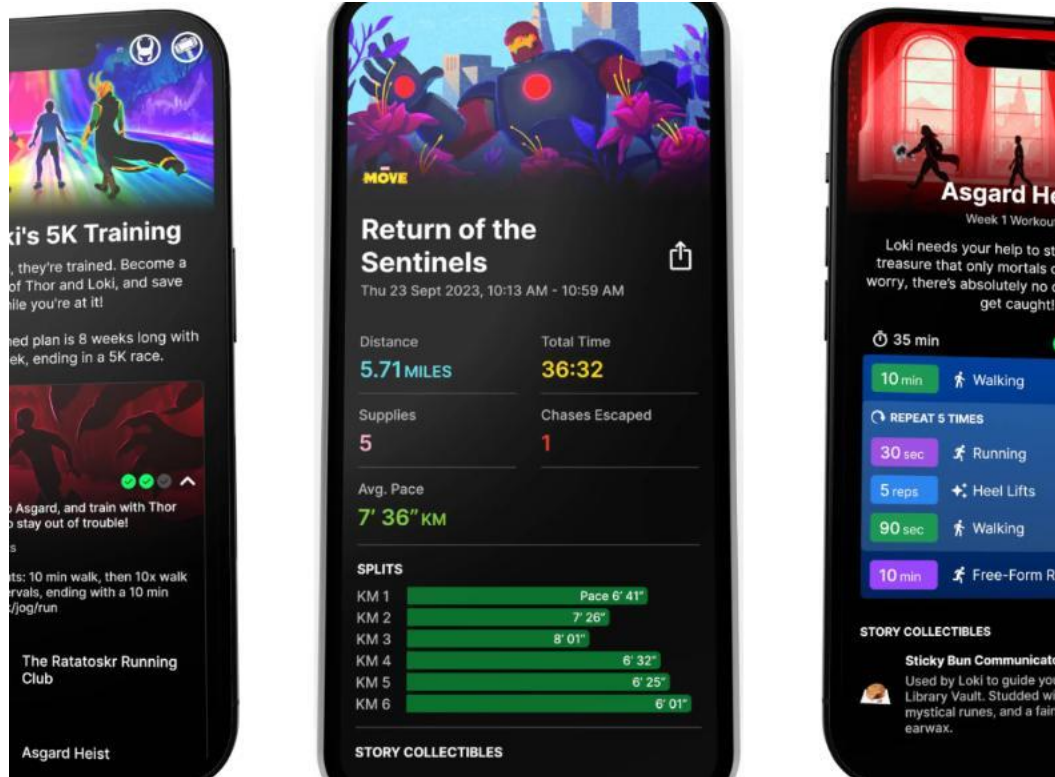 ki's 5K Training
, they're trained. Become a
of Thor and Loki, and save
ile you're at it!
ned plan is 8 weeks long with
ek, ending in a 5K race.
Asgard, and train with Thor
stay out of trouble!
s
ts: 10 min walk, then 10x walk
ervals, ending with a 10 min
/jog/run
The Ratatoskr Running
Club
Asgard Heist
MOVE
Return of the
Sentinels
Thu 23 Sept 2023, 10:13 AM - 10:59 AM
Distance
5.71 MILES
Total Time
36:32
Supplies
5
Chases Escaped
1
Avg. Pace
7' 36" KM
SPLITS
KM 1 Pace 6' 41"
KM 2 7' 26"
KM 3 8' 01"
KM 4 6' 32"
KM 5 6' 25"
KM 6 6' 01"
STORY COLLECTIBLES
Asgard He
Week 1 Workou
Loki needs your help to st
treasure that only mortals c
worry, there's absolutely no c
get caught!
35 min
10 min Walking
REPEAT 5 TIMES
30 sec Running
5 reps Heel Lifts
90 sec Walking
10 min Free-Form R
STORY COLLECTIBLES
Sticky Bun Communicato
Used by Loki to guide you
Library Vault. Studded wi
mystical runes, and a fair
earwax.